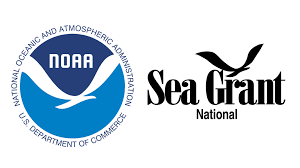 NATIONAL OCEANIC AND ATMOSPHERIC ADMINISTRATION
NOAA
U.S. DEPARTMENT OF COMMERCE
Sea Grant
National